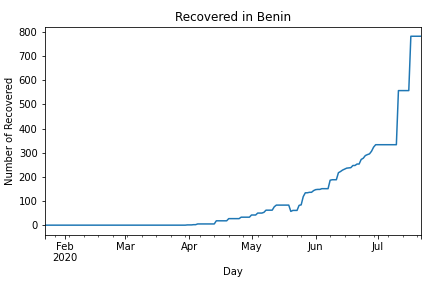 Recovered in Benin
800
700
600
500
400
300
200
100
0
Number of Recovered
Feb
2020
Mar
Apr
May
Jun
Jul
Day